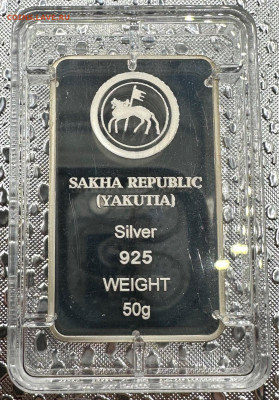 SAKHA REPUBLIC
(YAKUTIA)
Silver
925
WEIGHT
50g